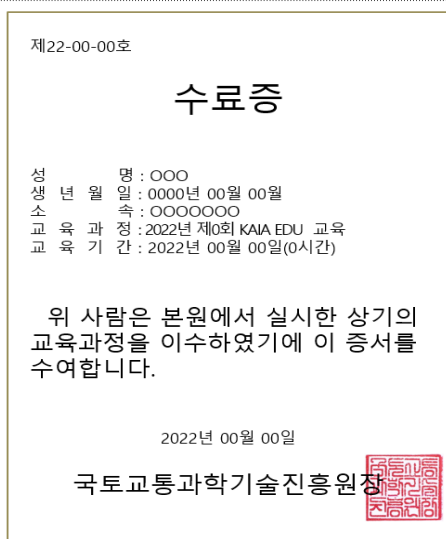 제22-00-00호
수료증
성 명 : OOO
생 년 월 일 : 0000년 00월 00월
소 속 : OOOOOOO
교 육 과 정 : 2022년 제0회 KAIA EDU 교육
교 육 기 간 : 2022년 00월 00일(0시간)
위 사람은 본원에서 실시한 상기의
교육과정을 이수하였기에 이 증서를
수여합니다.
2022년 00월 00일
국토교통과학기술진흥원장